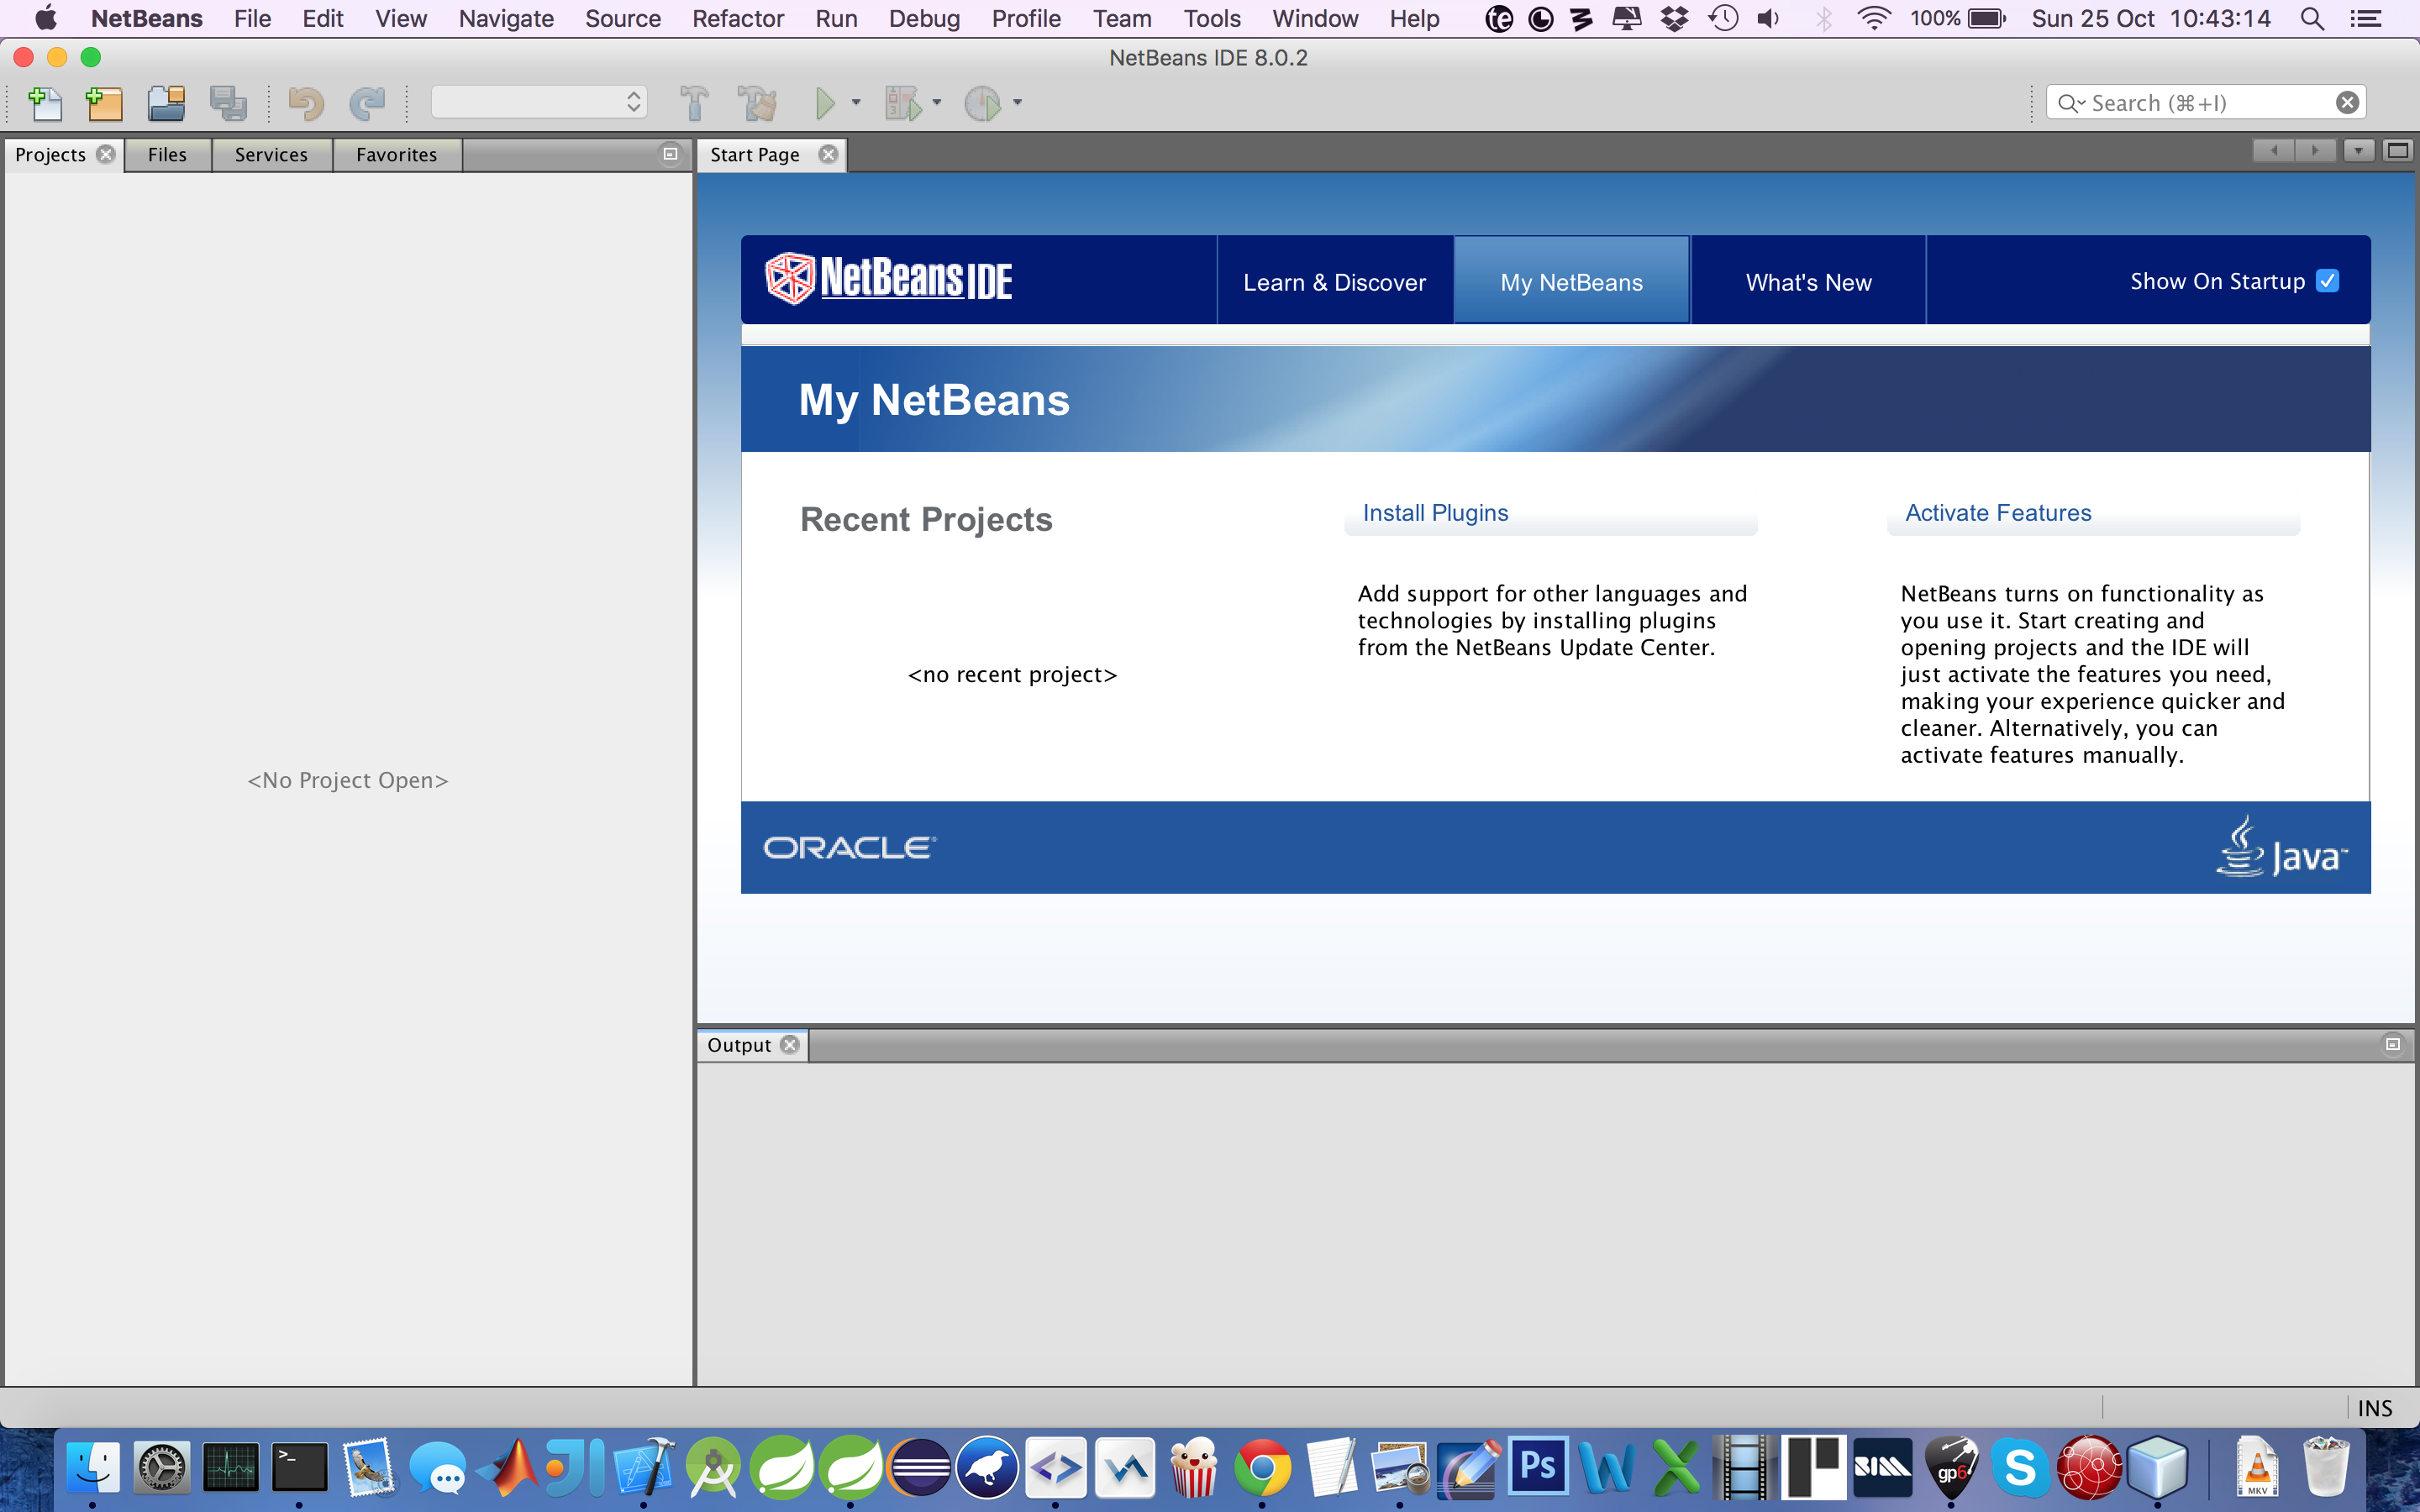 NetBeans File Edit View Navigate Source Refactor Run Debug Profile Team Tools Window Help te 100% Sun 25 Oct 10:43:14
NetBeans IDE 8.0.2
Search (⌘+I)
Projects Files Services Favorites
Start Page
NetBeans IDE
Learn & Discover
My NetBeans
What's New
Show On Startup
My NetBeans
Recent Projects
<no recent project>
Install Plugins
Add support for other languages and
technologies by installing plugins
from the NetBeans Update Center.
Activate Features
NetBeans turns on functionality as
you use it. Start creating and
opening projects and the IDE will
just activate the features you need,
making your experience quicker and
cleaner. Alternatively, you can
activate features manually.
<No Project Open>
ORACLE
Java™
Output
INS
Ps
gp6
S
MKV